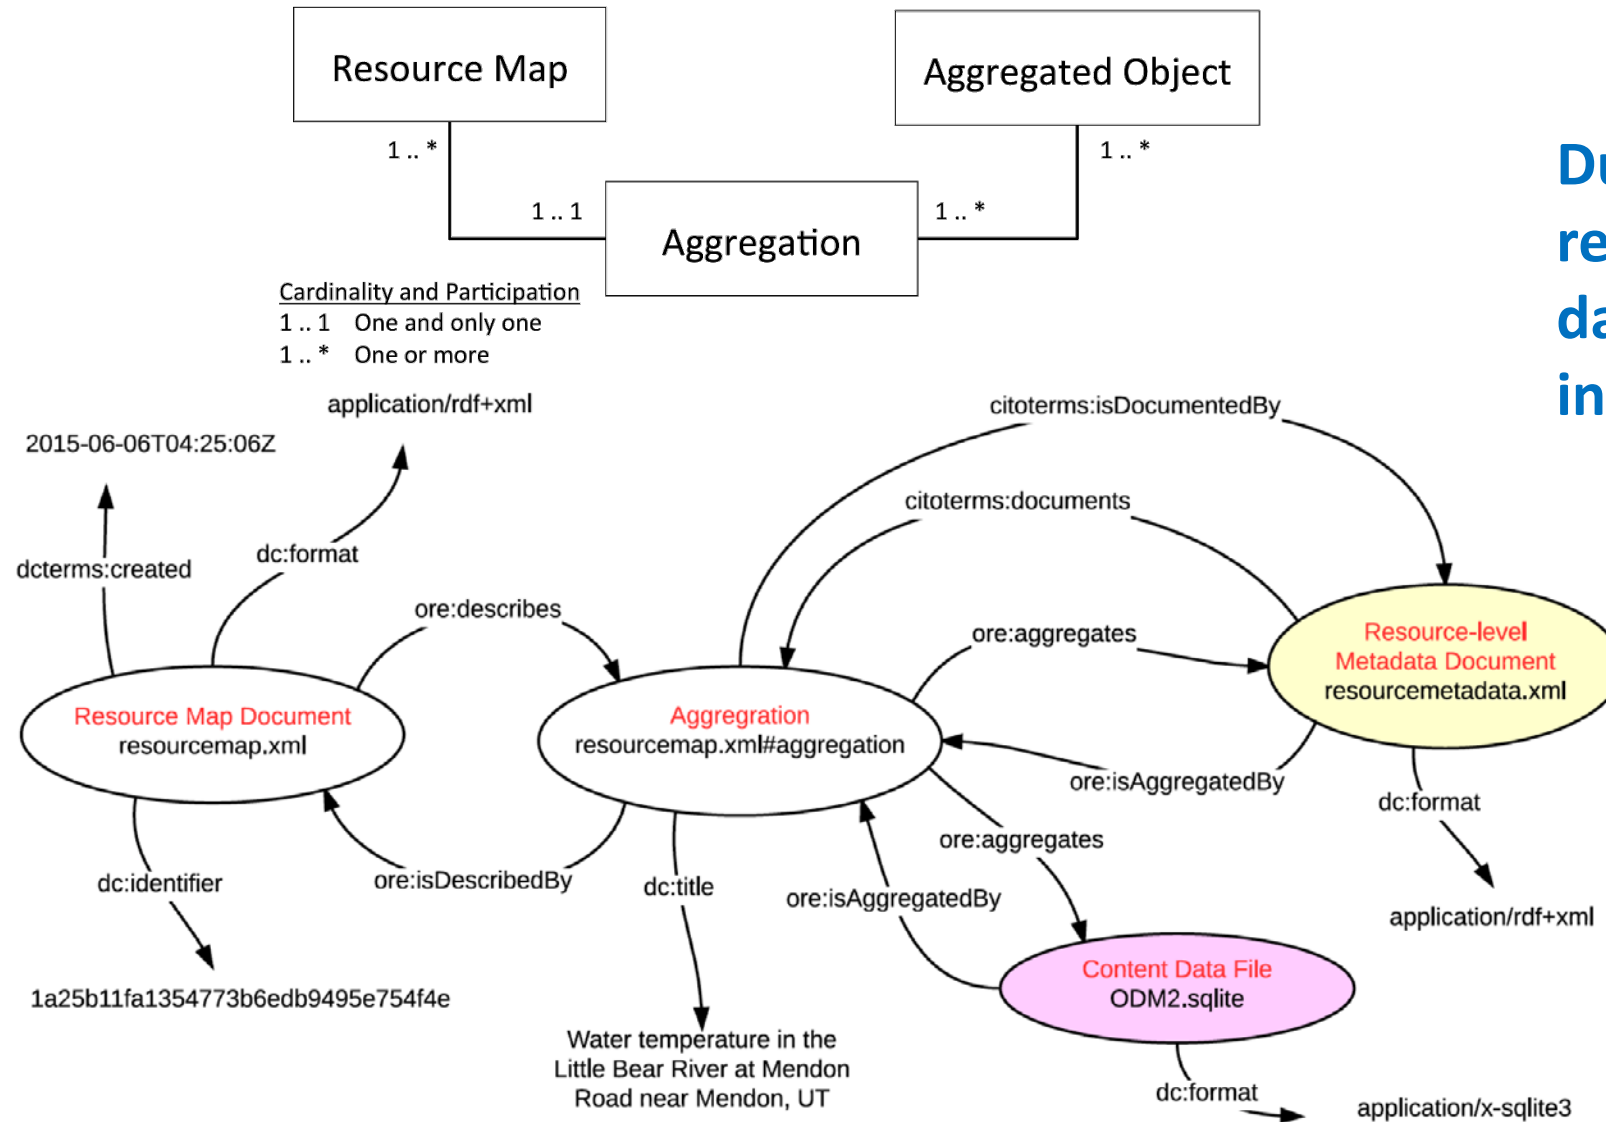 Resource Map
Aggregated Object
1 .. *
1 .. *
1 .. 1
1 .. *
Aggregation
Cardinality and Participation
1 .. 1 One and only one
1 .. * One or more
application/rdf+xml
2015-06-06T04:25:06Z
citoterms:isDocumentedBy
citoterms:documents
dc:format
dcterms:created
ore:describes
ore:aggregates
Resource-level
Metadata Document
resourcemetadata.xml
Resource Map Document
resourcemap.xml
Aggregration
resourcemap.xml#aggregation
ore:isAggregatedBy
dc:format
ore:aggregates
dc:identifier
ore:isDescribedBy
dc:title
ore:isAggregatedBy
application/rdf+xml
Content Data File
ODM2.sqlite
1a25b11fa1354773b6edb9495e754f4e
Water temperature in the
Little Bear River at Mendon
Road near Mendon, UT
dc:format
application/x-sqlite3